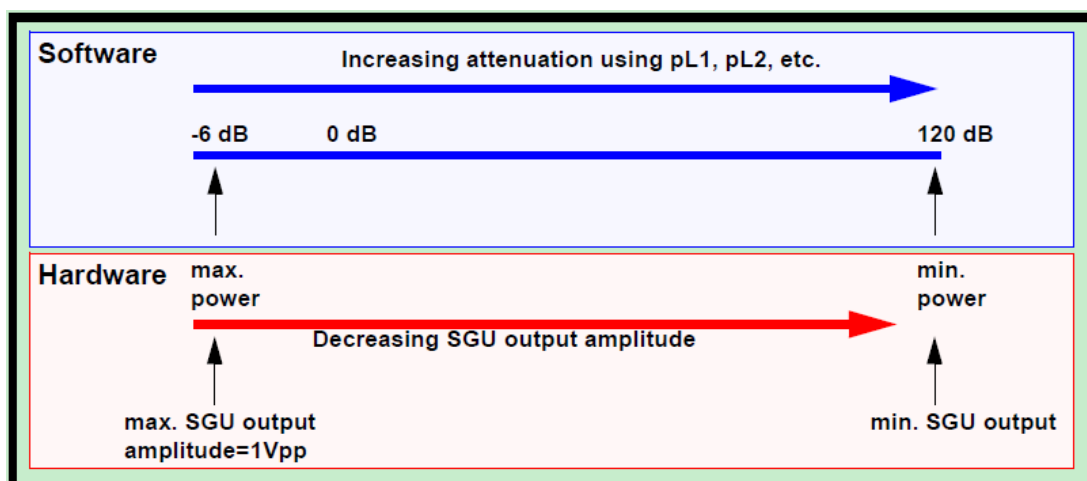 Software
Increasing attenuation using pL1, pL2, etc.
-6 dB 0 dB 120 dB
Hardware
max.
power
min.
power
Decreasing SGU output amplitude
max. SGU output
amplitude=1Vpp
min. SGU output